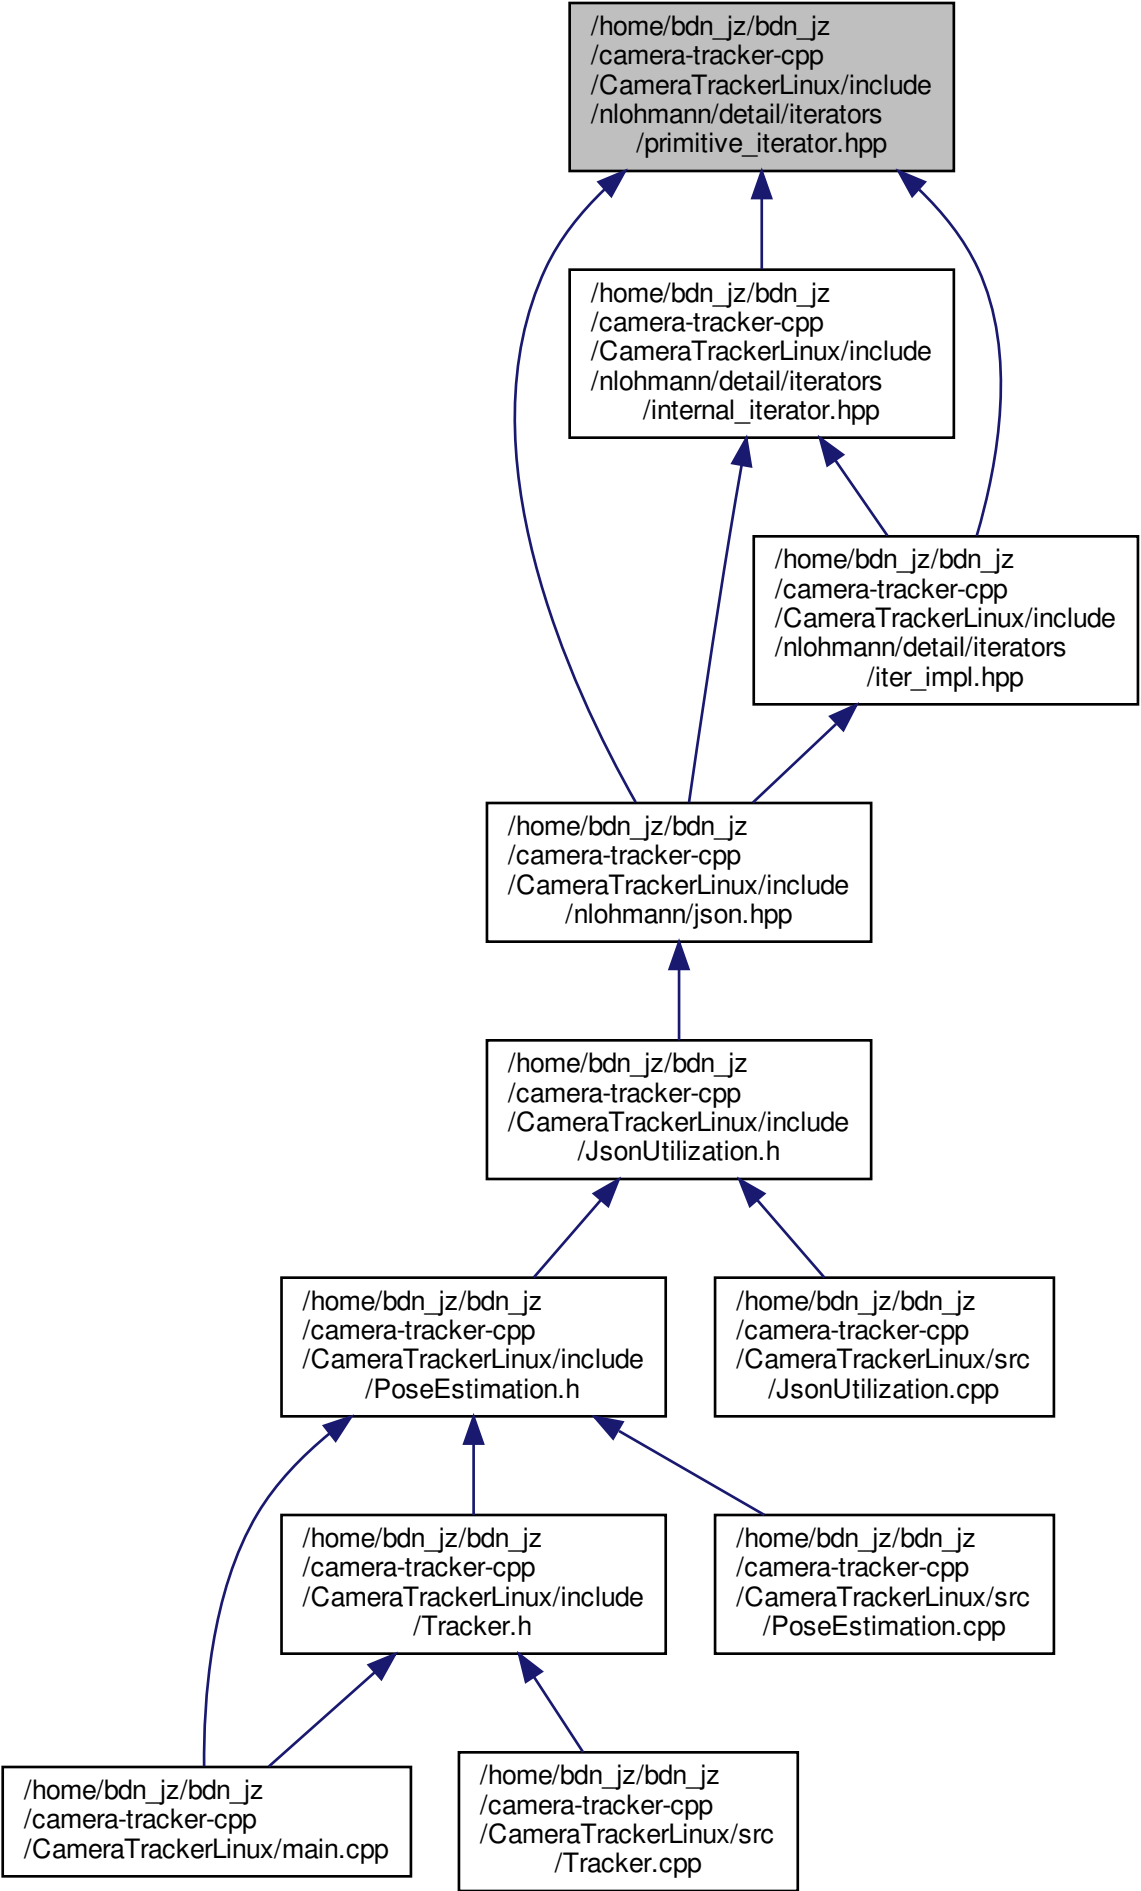 /home/bdn_jz/bdn_jz
/camera-tracker-cpp
/CameraTrackerLinux/include
/nlohmann/detail/iterators
/primitive_iterator.hpp
/home/bdn_jz/bdn_jz
/camera-tracker-cpp
/CameraTrackerLinux/include
/nlohmann/detail/iterators
/internal_iterator.hpp
/home/bdn_jz/bdn_jz
/camera-tracker-cpp
/CameraTrackerLinux/include
/nlohmann/detail/iterators
/iter_impl.hpp
/home/bdn_jz/bdn_jz
/camera-tracker-cpp
/CameraTrackerLinux/include
/nlohmann/json.hpp
/home/bdn_jz/bdn_jz
/camera-tracker-cpp
/CameraTrackerLinux/include
/JsonUtilization.h
/home/bdn_jz/bdn_jz
/camera-tracker-cpp
/CameraTrackerLinux/include
/PoseEstimation.h
/home/bdn_jz/bdn_jz
/camera-tracker-cpp
/CameraTrackerLinux/src
/JsonUtilization.cpp
/home/bdn_jz/bdn_jz
/camera-tracker-cpp
/CameraTrackerLinux/include
/Tracker.h
/home/bdn_jz/bdn_jz
/camera-tracker-cpp
/CameraTrackerLinux/src
/PoseEstimation.cpp
/home/bdn_jz/bdn_jz
/camera-tracker-cpp
/CameraTrackerLinux/main.cpp
/home/bdn_jz/bdn_jz
/camera-tracker-cpp
/CameraTrackerLinux/src
/Tracker.cpp